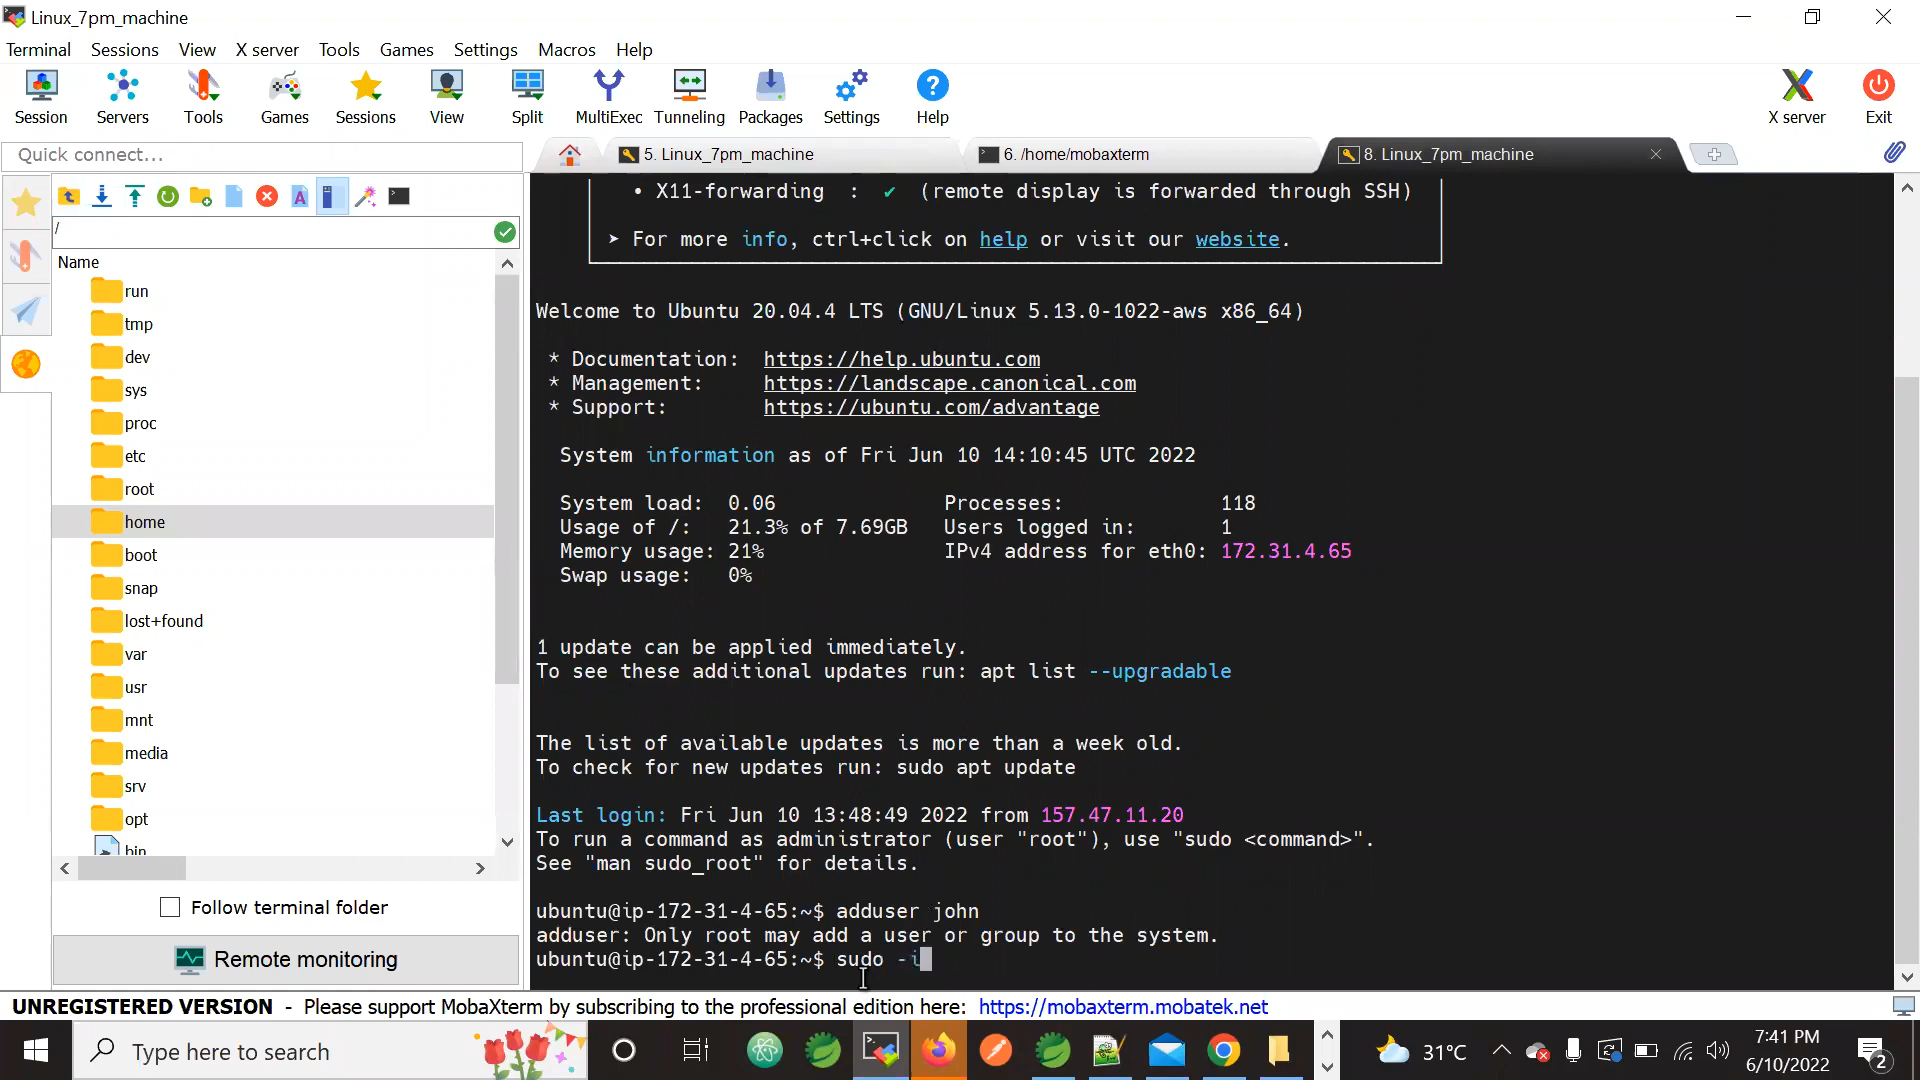 Linux_7pm_machine
Terminal Sessions View X server Tools Games Settings Macros Help
Session Servers Tools Games Sessions View Split MultiExec Tunneling Packages Settings Help X server Exit
Quick connect...
5. Linux_7pm_machine
6. /home/mobaxterm
8. Linux_7pm_machine
/
Name
run
tmp
dev
sys
proc
etc
root
home
boot
snap
lost+found
var
usr
mnt
media
srv
opt
bin
Follow terminal folder
Remote monitoring
• X11-forwarding : ✔ (remote display is forwarded through SSH)
➤ For more info, ctrl+click on help or visit our website.
Welcome to Ubuntu 20.04.4 LTS (GNU/Linux 5.13.0-1022-aws x86_64)
* Documentation: https://help.ubuntu.com
* Management: https://landscape.canonical.com
* Support: https://ubuntu.com/advantage
System information as of Fri Jun 10 14:10:45 UTC 2022
System load: 0.06 Processes: 118
Usage of /: 21.3% of 7.69GB Users logged in: 1
Memory usage: 21% IPv4 address for eth0: 172.31.4.65
Swap usage: 0%
1 update can be applied immediately.
To see these additional updates run: apt list --upgradable
The list of available updates is more than a week old.
To check for new updates run: sudo apt update
Last login: Fri Jun 10 13:48:49 2022 from 157.47.11.20
To run a command as administrator (user "root"), use "sudo <command>".
See "man sudo_root" for details.
ubuntu@ip-172-31-4-65:~$ adduser john
adduser: Only root may add a user or group to the system.
ubuntu@ip-172-31-4-65:~$ sudo -i
UNREGISTERED VERSION - Please support MobaXterm by subscribing to the professional edition here: https://mobaxterm.mobatek.net
Type here to search
31°C
7:41 PM
6/10/2022
2